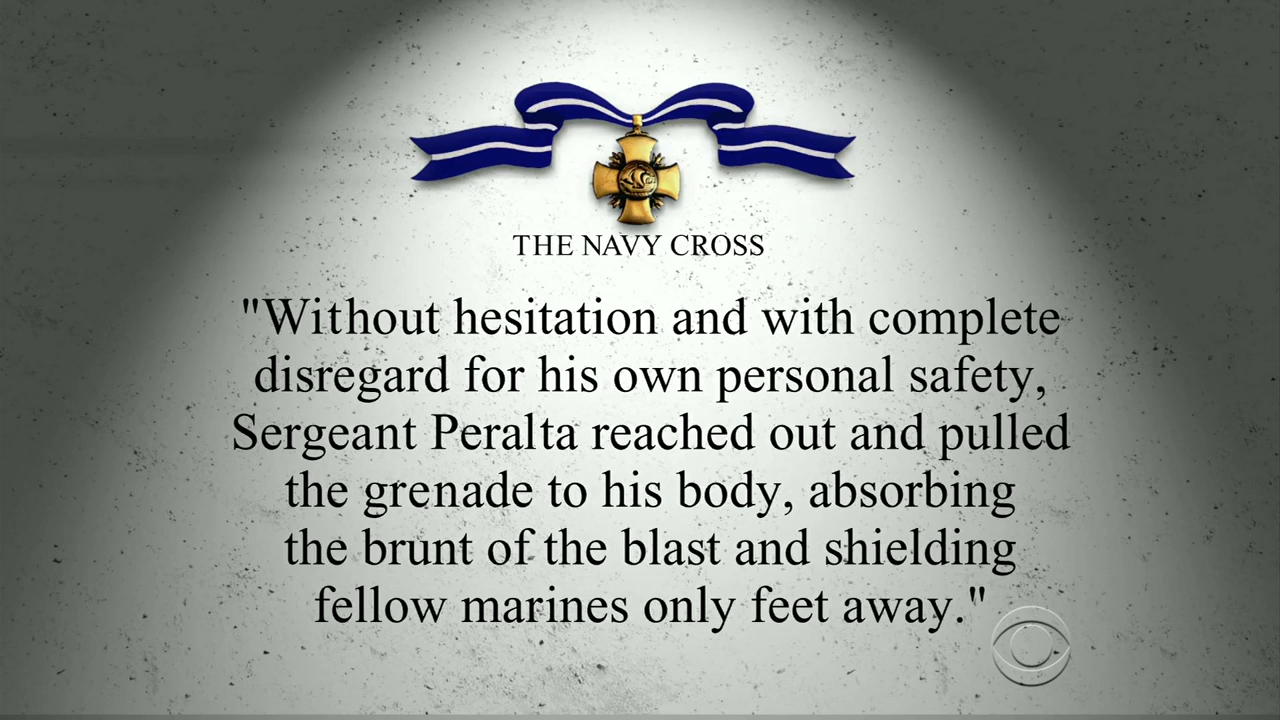 THE NAVY CROSS
"Without hesitation and with complete
disregard for his own personal safety,
Sergeant Peralta reached out and pulled
the grenade to his body, absorbing
the brunt of the blast and shielding
fellow marines only feet away."